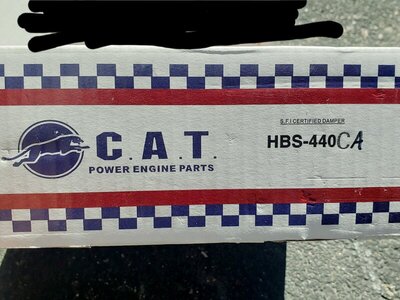 C.A.T.
POWER ENGINE PARTS
S.F.I CERTIFIED DAMPER
HBS-440CA